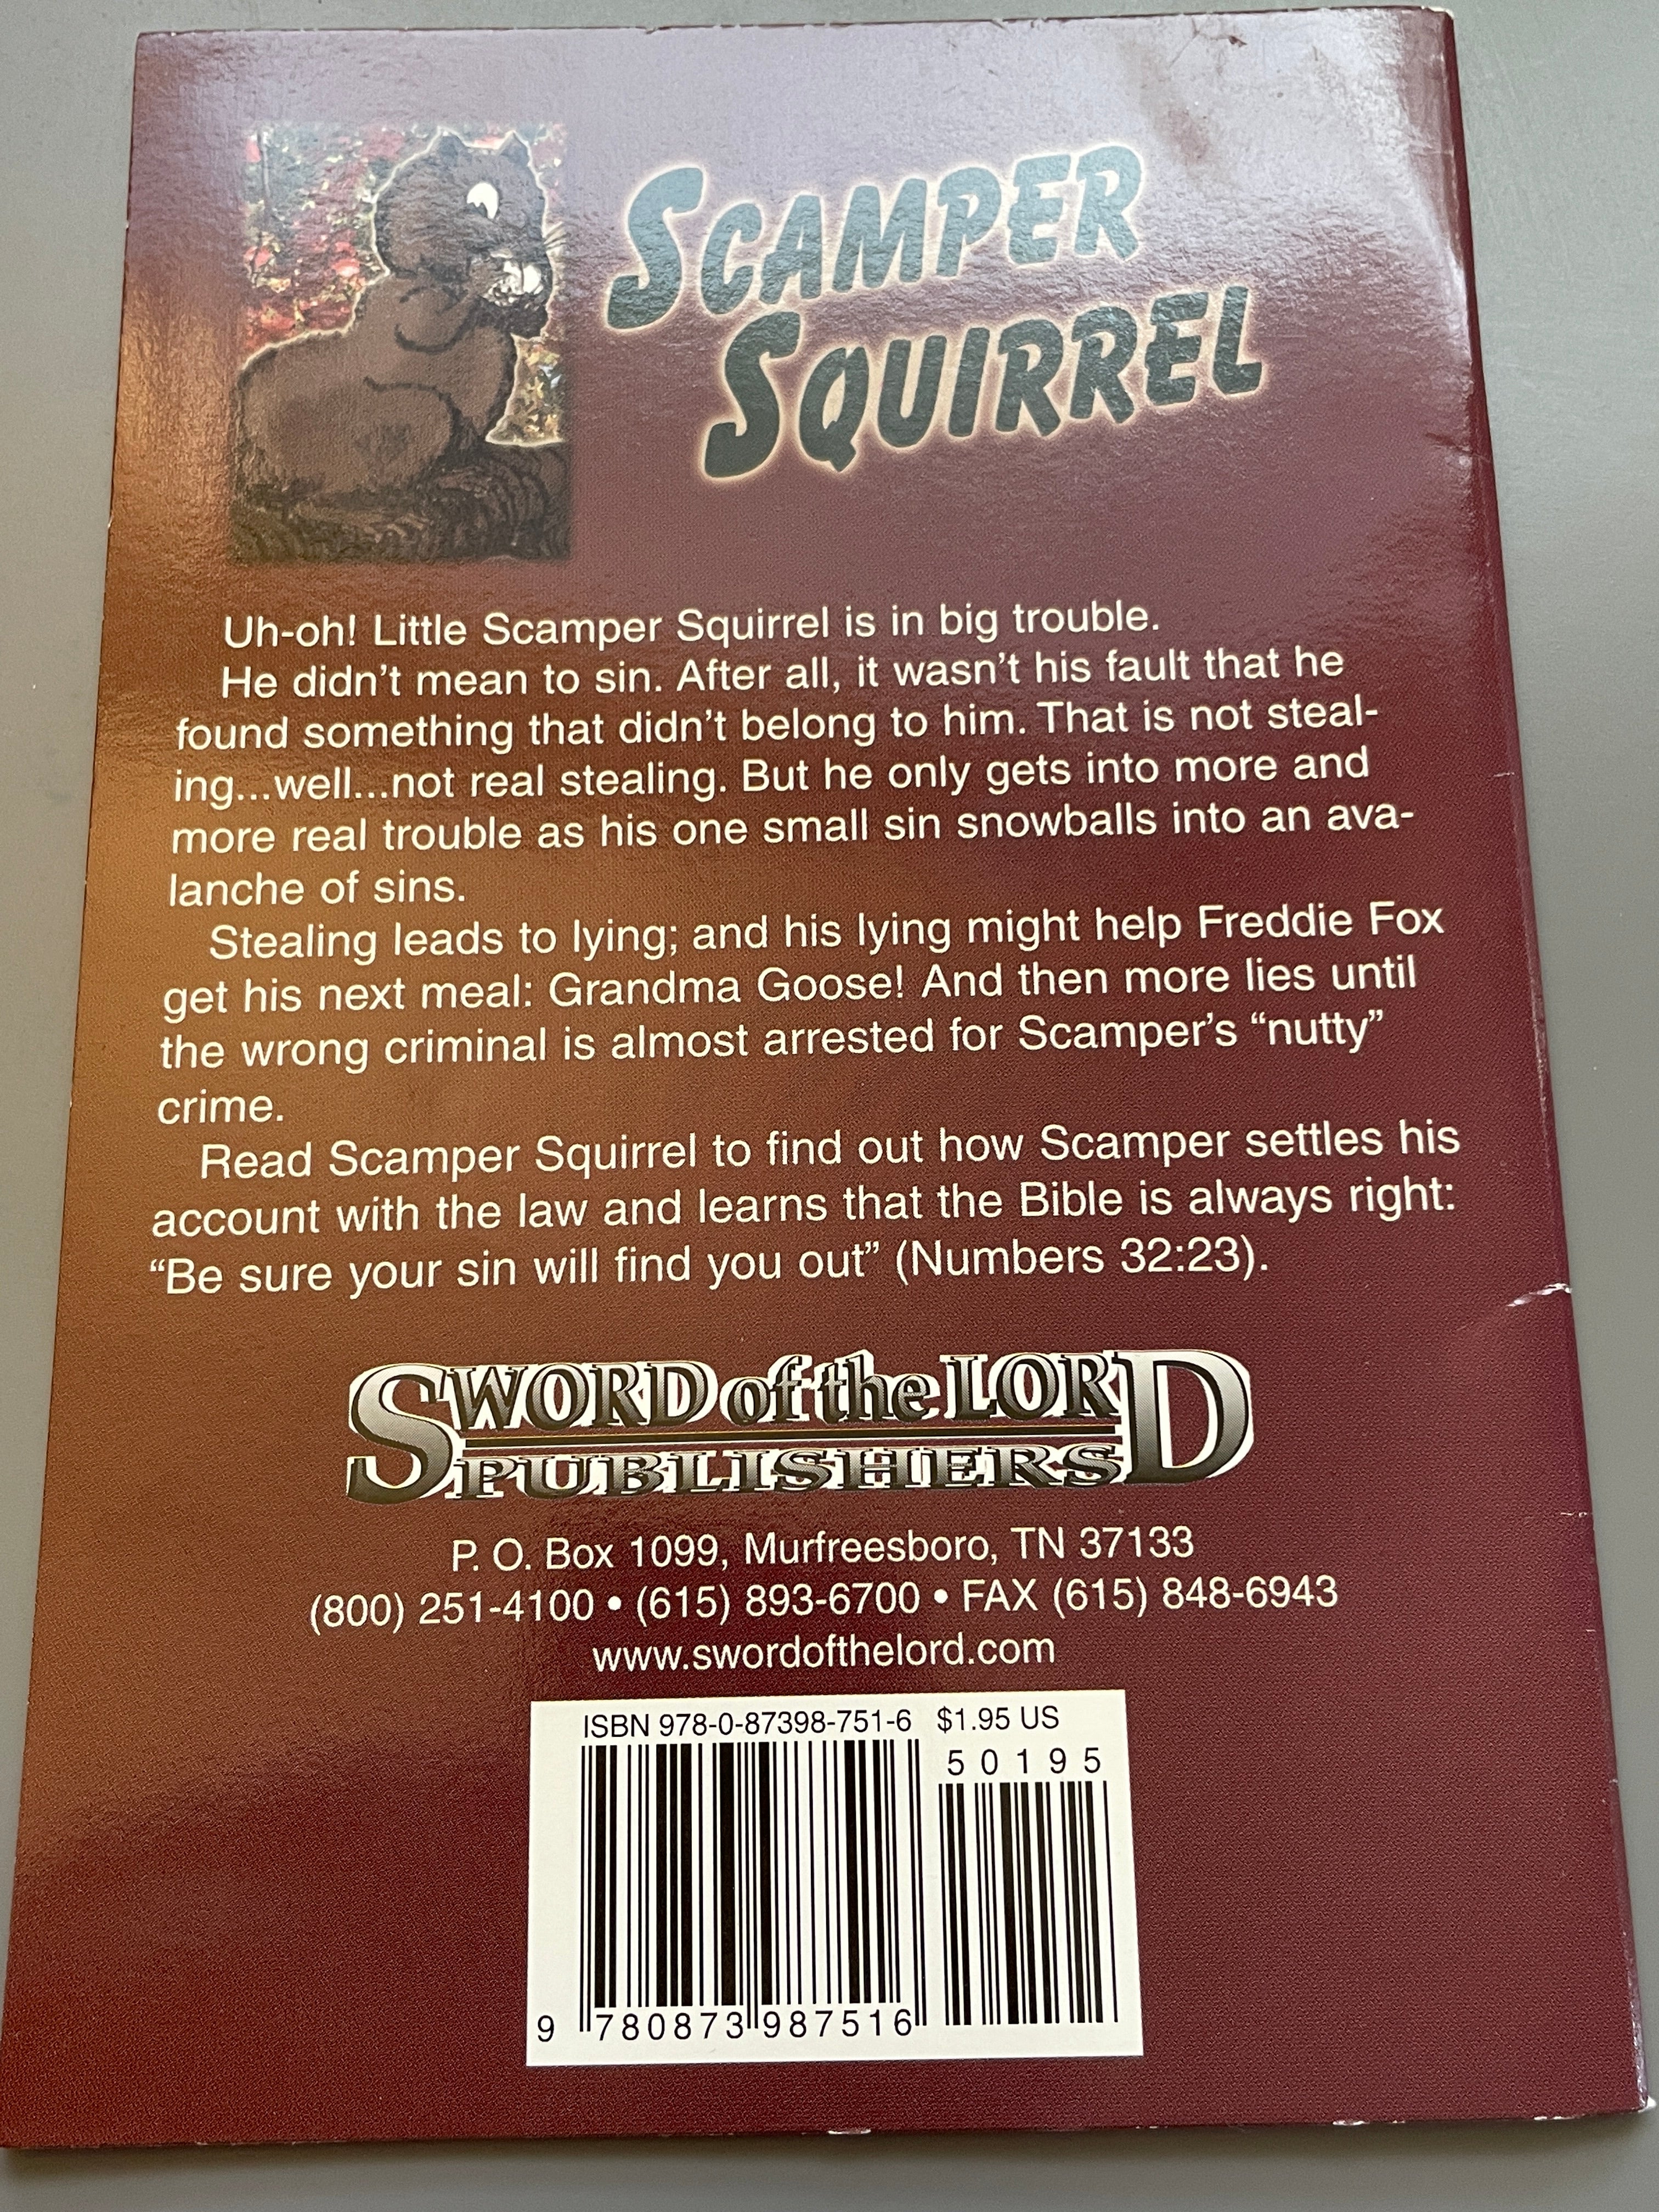 SCAMPER
SQUIRREL
Uh-oh! Little Scamper Squirrel is in big trouble.
He didn't mean to sin. After all, it wasn't his fault that he
found something that didn't belong to him. That is not steal-
ing...well...not real stealing. But he only gets into more and
more real trouble as his one small sin snowballs into an ava-
lanche of sins.
Stealing leads to lying; and his lying might help Freddie Fox
get his next meal: Grandma Goose! And then more lies until
the wrong criminal is almost arrested for Scamper's “nutty”
crime.
Read Scamper Squirrel to find out how Scamper settles his
account with the law and learns that the Bible is always right:
“Be sure your sin will find you out” (Numbers 32:23).
SWORD of the LORD
PUBLISHERS
P. O. Box 1099, Murfreesboro, TN 37133
(800) 251-4100 • (615) 893-6700 • FAX (615) 848-6943
www.swordofthelord.com
ISBN 978-0-87398-751-6 $1.95 US
50195
9 780873 987516